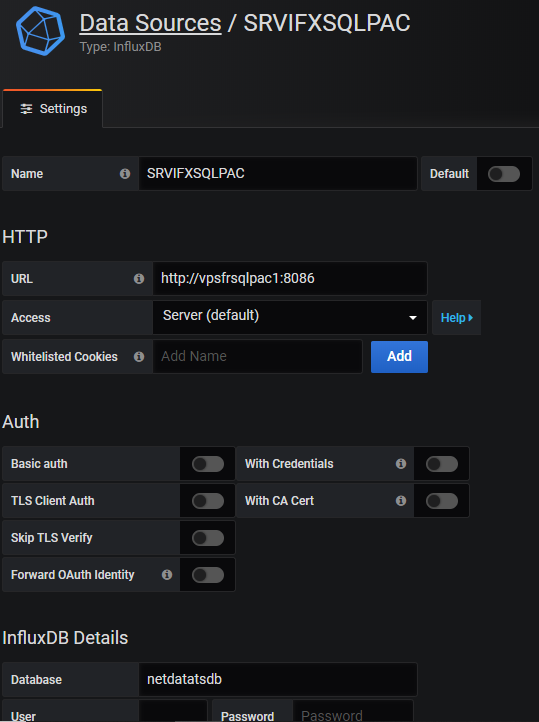 Data Sources / SRVIFXSQLPAC
Type: InfluxDB
Settings
Name SRVIFXSQLPAC Default
HTTP
URL http://vpsfrsqlpac1:8086
Access Server (default) Help
Whitelisted Cookies Add Name Add
Auth
Basic auth With Credentials
TLS Client Auth With CA Cert
Skip TLS Verify
Forward OAuth Identity
InfluxDB Details
Database netdatatsdb
User Password Password